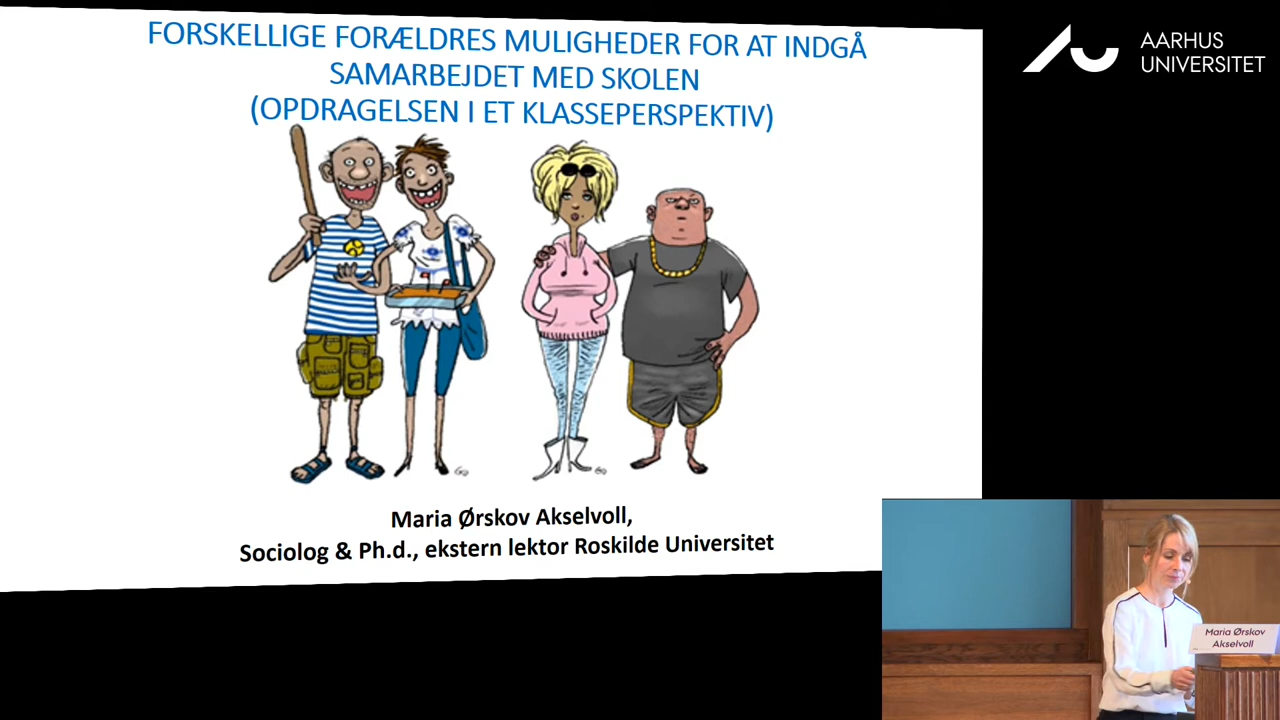 FORSKELLIGE FORÆLDRES MULIGHEDER FOR AT INDGÅ
SAMARBEJDET MED SKOLEN
(OPDRAGELSEN I ET KLASSEPERSPEKTIV)
Maria Ørskov Akselvoll,
Sociolog & Ph.d., ekstern lektor Roskilde Universitet
AARHUS
UNIVERSITET
Maria Ørskov
Akselvoll